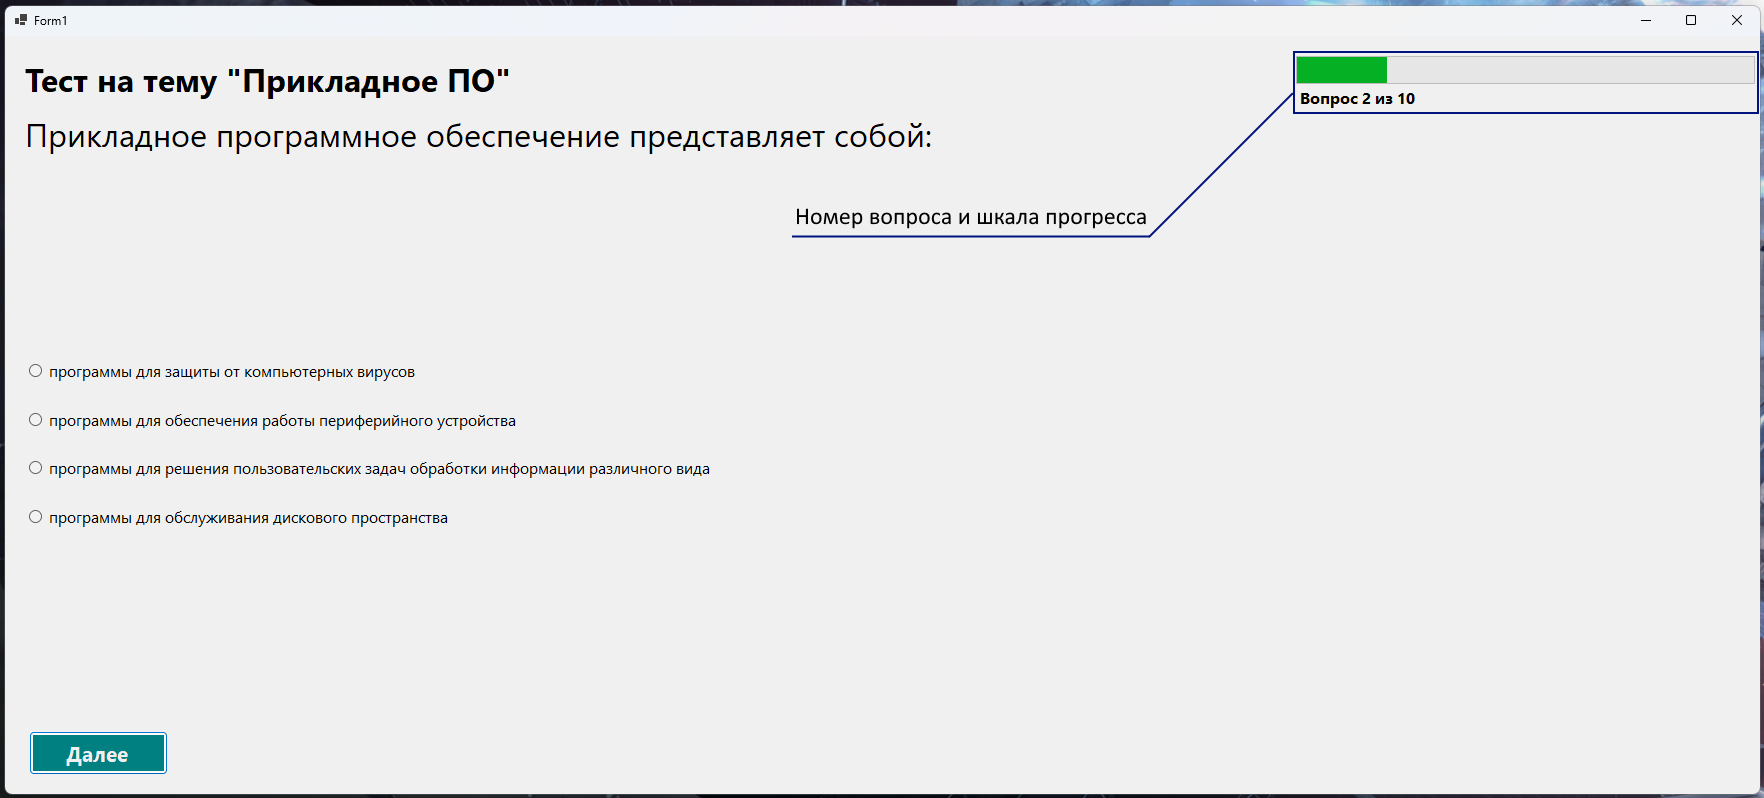 Form1
Тест на тему "Прикладное ПО"
Вопрос 2 из 10
Прикладное программное обеспечение представляет собой:
Номер вопроса и шкала прогресса
программы для защиты от компьютерных вирусов
программы для обеспечения работы периферийного устройства
программы для решения пользовательских задач обработки информации различного вида
программы для обслуживания дискового пространства
Далее